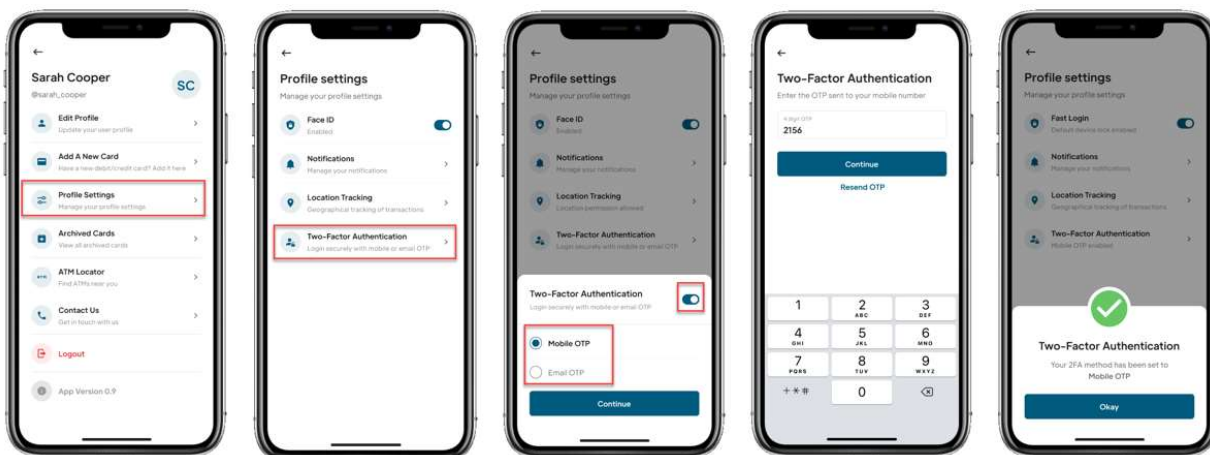 Sarah Cooper
SC
@sarah_cooper
Edit Profile
Update your user profile
Add A New Card
Have a new debit/credit card? Add it here
Profile Settings
Manage your profile settings
Archived Cards
View all archived cards
ATM Locator
Find ATMs near you
Contact Us
Get in touch with us
Logout
App Version 0.9
Profile settings
Manage your profile settings
Face ID
Enabled
Notifications
Manage your notifications
Location Tracking
Geographical tracking of transactions
Two-Factor Authentication
Login securely with mobile or email OTP
Profile settings
Manage your profile settings
Face ID
Enabled
Notifications
Manage your notifications
Location Tracking
Location permission allowed
Two-Factor Authentication
Login securely with mobile or email OTP
Two-Factor Authentication
Login securely with mobile or email OTP
Mobile OTP
Email OTP
Continue
Two-Factor Authentication
Enter the OTP sent to your mobile number
4 digit OTP
2156
Continue
Resend OTP
1 2 3
ABC DEF
4 5 6
GHI JKL MNO
7 8 9
PQRS TUV WXYZ
+ * # 0
Profile settings
Manage your profile settings
Fast Login
Default device lock enabled
Notifications
Manage your notifications
Location Tracking
Geographical tracking of transactions
Two-Factor Authentication
Mobile OTP enabled
Two-Factor Authentication
Your 2FA method has been set to
Mobile OTP
Okay